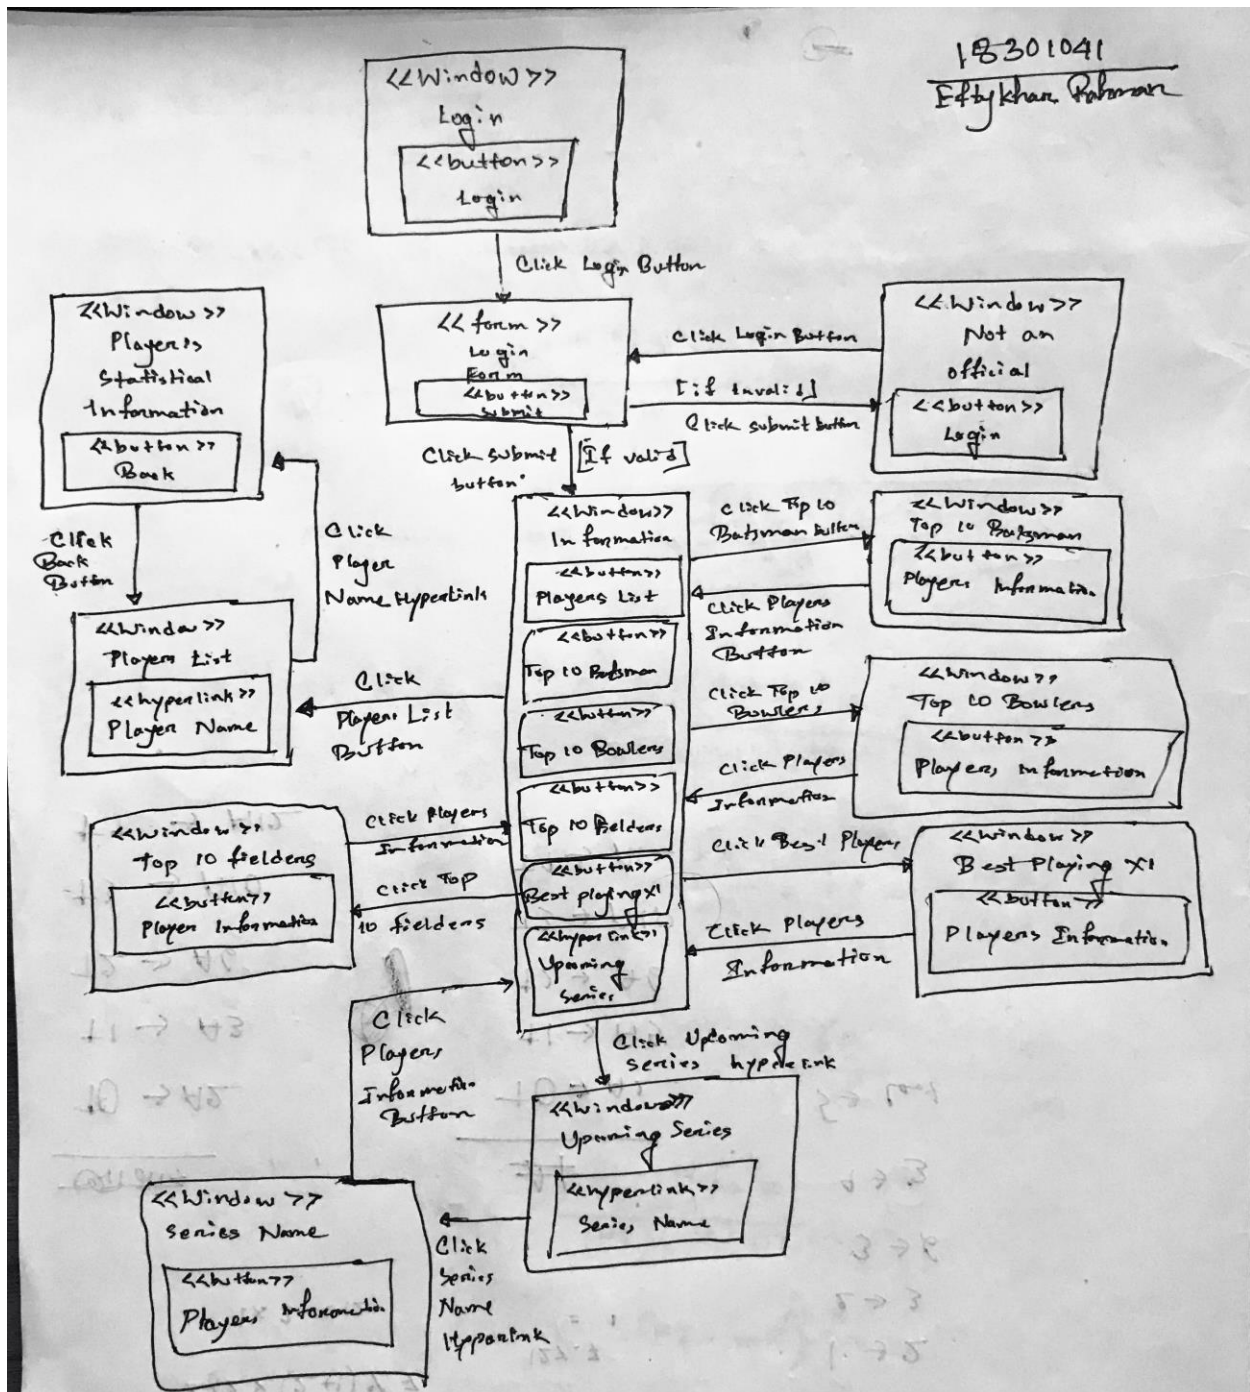 18301041
Eftykhar Rahman
<<Window>>
Login
<<button>>
Login
Click Login Button
<<Window>>
Players
Statistical
Information
<<button>>
Back
<<form>>
Login
Form
<<button>>
Submit
Click Login Button
[if Invalid]
Click submit button
<<Window>>
Not an
official
<<button>>
Login
Click submit
button
[If valid]
Click
Back
Button
Click
Player
Name Hyperlink
<<Window>>
Information
<<button>>
Players List
<<button>>
Top 10 Batsman
<<button>>
Top 10 Bowlers
<<button>>
Top 10 Fielders
<<button>>
Best playing XI
<<hyperlink>>
Upcoming
Series
Click Top 10
Batsman button
<<Window>>
Top 10 Batsman
<<button>>
Players Information
Click Players
Information
Button
<<Window>>
Players List
<<hyperlink>>
Player Name
Click
Players List
Button
Click Top 10
Bowlers
<<Window>>
Top 10 Bowlers
<<button>>
Players Information
Click Players
Information
<<Window>>
Top 10 fielders
<<button>>
Player Information
Click Players
Information
Click Top
10 fielders
Click Best Players
<<Window>>
Best Playing XI
<<button>>
Players Information
Click Players
Information
Click
Players
Information
Button
Click Upcoming
series hyperlink
<<Window>>
Upcoming Series
<<hyperlink>>
Series Name
<<Window>>
Series Name
<<button>>
Players Information
Click
Series
Name
Hyperlink